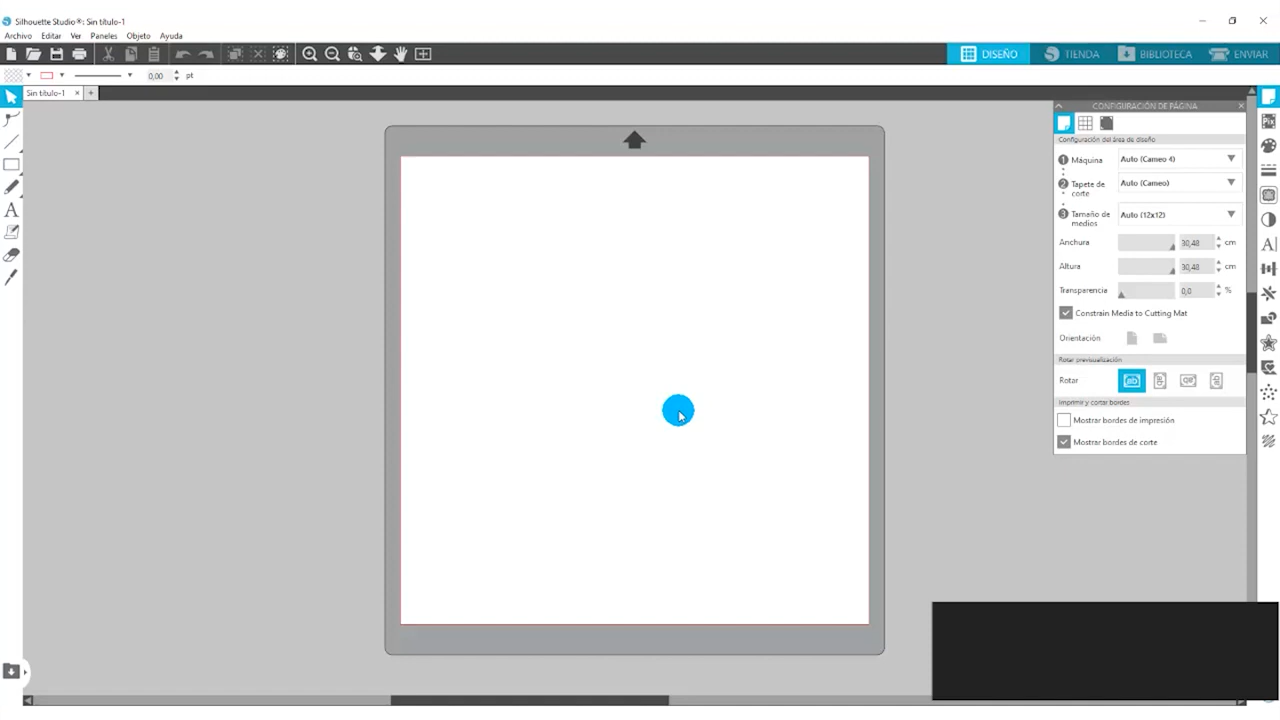 Silhouette Studio®: Sin título-1
Archivo Editar Ver Paneles Objeto Ayuda
DISEÑO TIENDA BIBLIOTECA ENVIAR
0,00 pt
Sin título-1 × +
CONFIGURACIÓN DE PÁGINA
Configuración del área de diseño
1 Máquina Auto (Cameo 4)
2 Tapete de corte Auto (Cameo)
3 Tamaño de medios Auto (12x12)
Anchura 30,48 cm
Altura 30,48 cm
Transparencia 0,0 %
Constrain Media to Cutting Mat
Orientación
Rotar previsualización
Rotar
Imprimir y cortar bordes
Mostrar bordes de impresión
Mostrar bordes de corte